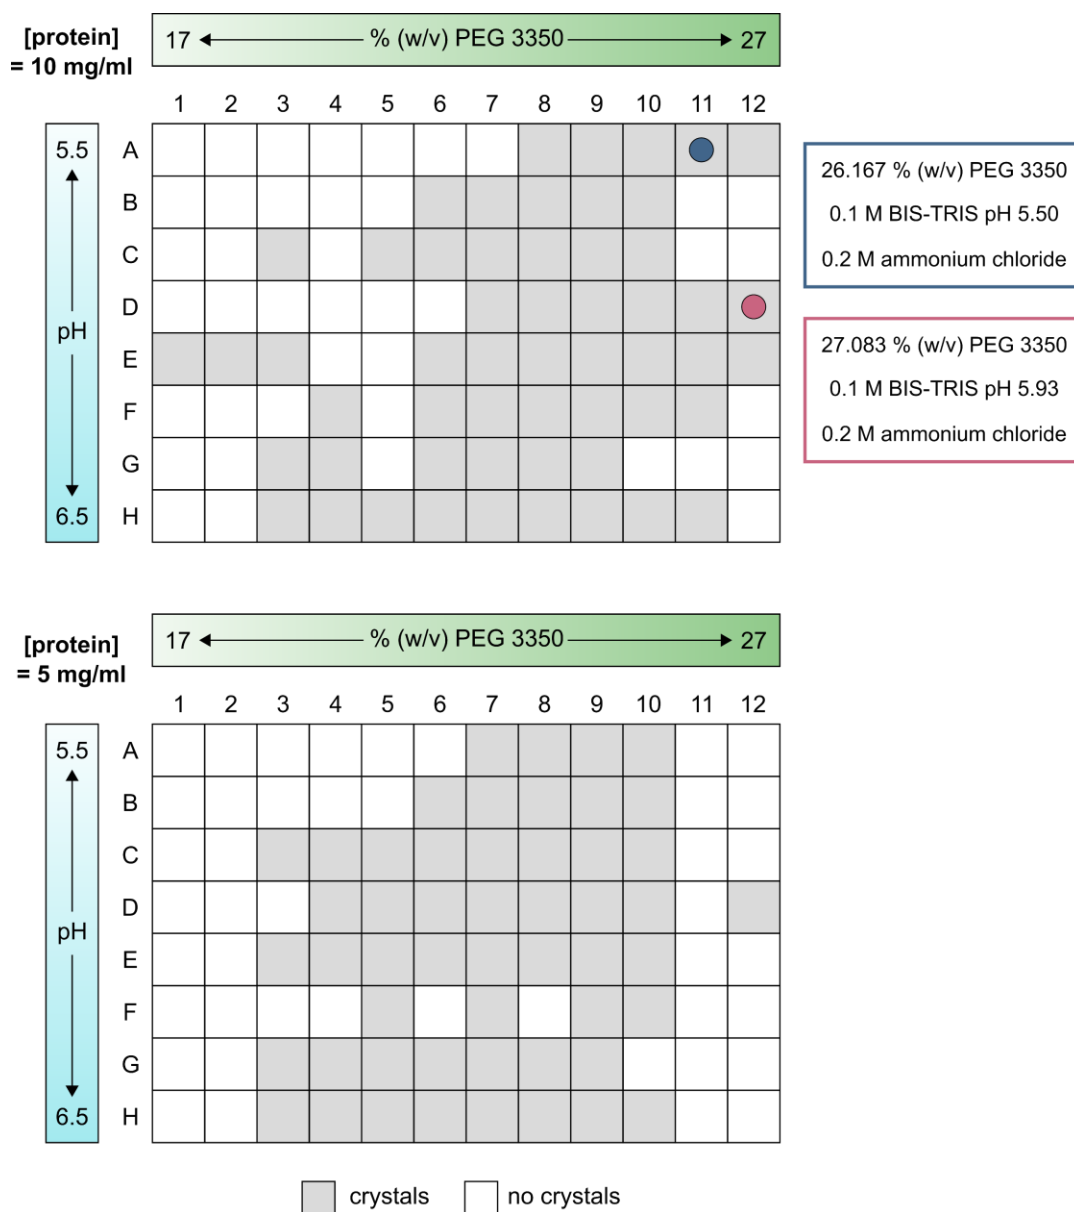 [protein]
= 10 mg/ml
17 % (w/v) PEG 3350 27
1 2 3 4 5 6 7 8 9 10 11 12
5.5
pH
6.5
A
B
C
D
E
F
G
H
26.167 % (w/v) PEG 3350
0.1 M BIS-TRIS pH 5.50
0.2 M ammonium chloride
27.083 % (w/v) PEG 3350
0.1 M BIS-TRIS pH 5.93
0.2 M ammonium chloride
[protein]
= 5 mg/ml
17 % (w/v) PEG 3350 27
1 2 3 4 5 6 7 8 9 10 11 12
5.5
pH
6.5
A
B
C
D
E
F
G
H
crystals no crystals